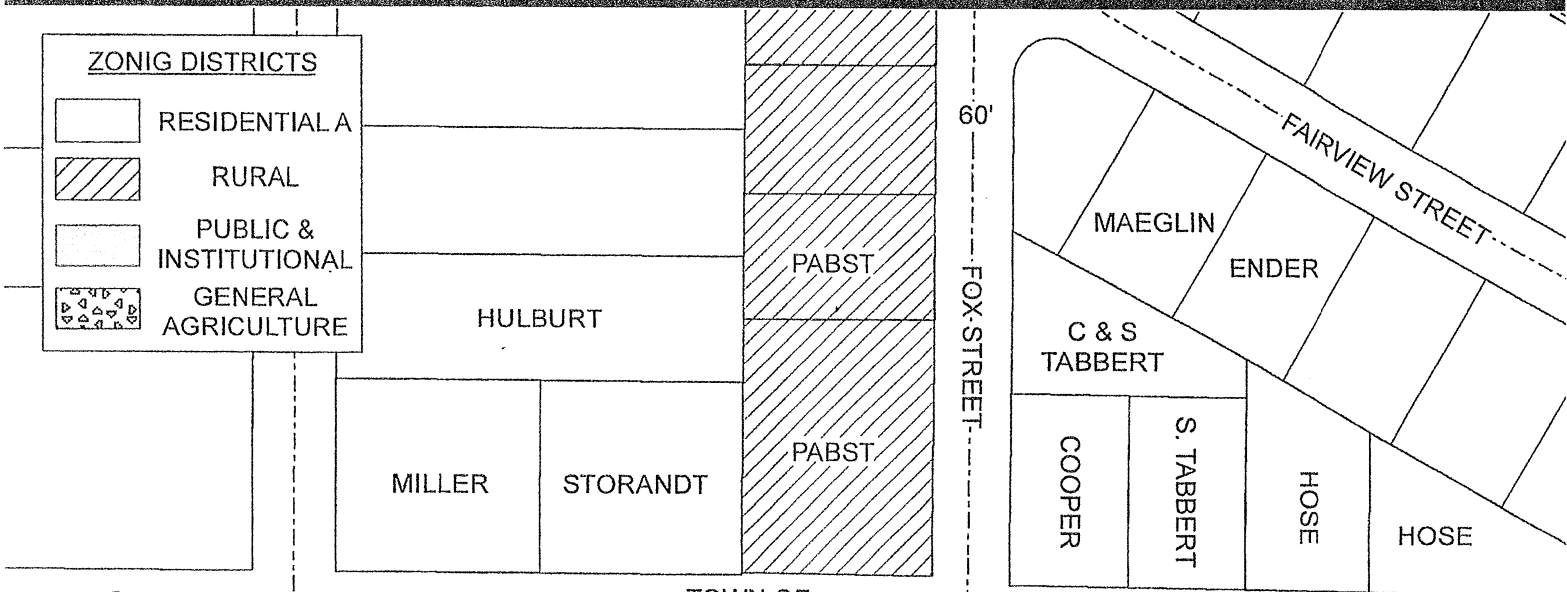 ZONIG DISTRICTS
RESIDENTIAL A
RURAL
PUBLIC &
INSTITUTIONAL
GENERAL
AGRICULTURE
HULBURT
MILLER
STORANDT
PABST
PABST
60'
FOX STREET
FAIRVIEW STREET
MAEGLIN
ENDER
C & S
TABBERT
COOPER
S. TABBERT
HOSE
HOSE